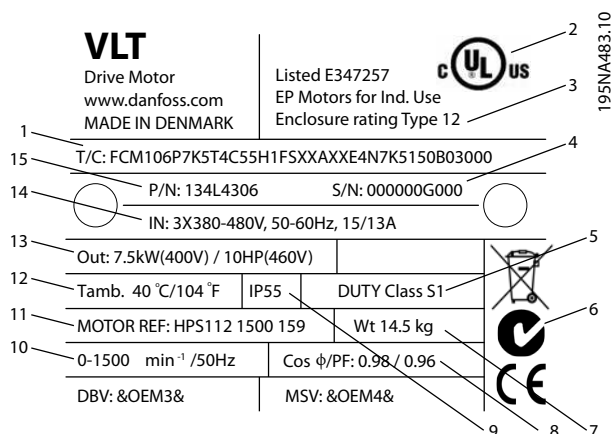 VLT
Drive Motor
www.danfoss.com
MADE IN DENMARK
Listed E347257
EP Motors for Ind. Use
Enclosure rating Type 12
C UL US
2
3
195NA483.10
1
T/C: FCM106P7K5T4C55H1FSXXAXXE4N7K5150B03000
4
15
P/N: 134L4306 S/N: 000000G000
14
IN: 3X380-480V, 50-60Hz, 15/13A
13
Out: 7.5kW(400V) / 10HP(460V)
5
12
Tamb. 40 °C/104 °F IP55 DUTY Class S1
11
MOTOR REF: HPS112 1500 159 Wt 14.5 kg
6
10
0-1500 min⁻¹ /50Hz Cos ϕ/PF: 0.98 / 0.96
CE
DBV: &OEM3& MSV: &OEM4&
9 8 7